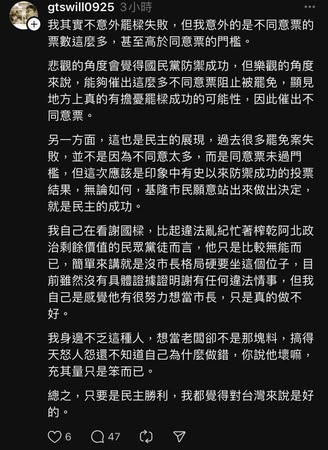 gtswill0925 3小時
我其實不意外罷樑失敗，但我意外的是不同意票的
票數這麼多，甚至高於同意票的門檻。
悲觀的角度會覺得國民黨防禦成功，但樂觀的角度
來說，能夠催出這麼多不同意票阻止被罷免，顯見
地方上真的有擔憂罷樑成功的可能性，因此催出不
同意票。
另一方面，這也是民主的展現，過去很多罷免案失
敗，並不是因為不同意太多，而是同意票未過門
檻，但這次應該是印象中有史以來防禦成功的投票
結果，無論如何，基隆市民願意站出來做出決定，
就是民主的成功。
我自己在看謝國樑，比起違法亂紀忙著榨乾阿北政
治剩餘價值的民眾黨徒而言，他只是比較無能而
已，簡單來講就是沒市長格局硬要坐這個位子，目
前雖然沒有具體證據證明謝有任何違法情事，但我
自己是感覺他有很努力想當市長，只是真的做不
好。
我身邊不乏這種人，想當老闆卻不是那塊料，搞得
天怒人怨還不知道自己為什麼做錯，你說他壞嘛，
充其量只是笨而已。
總之，只要是民主勝利，我都覺得對台灣來說是好
的。
6 47